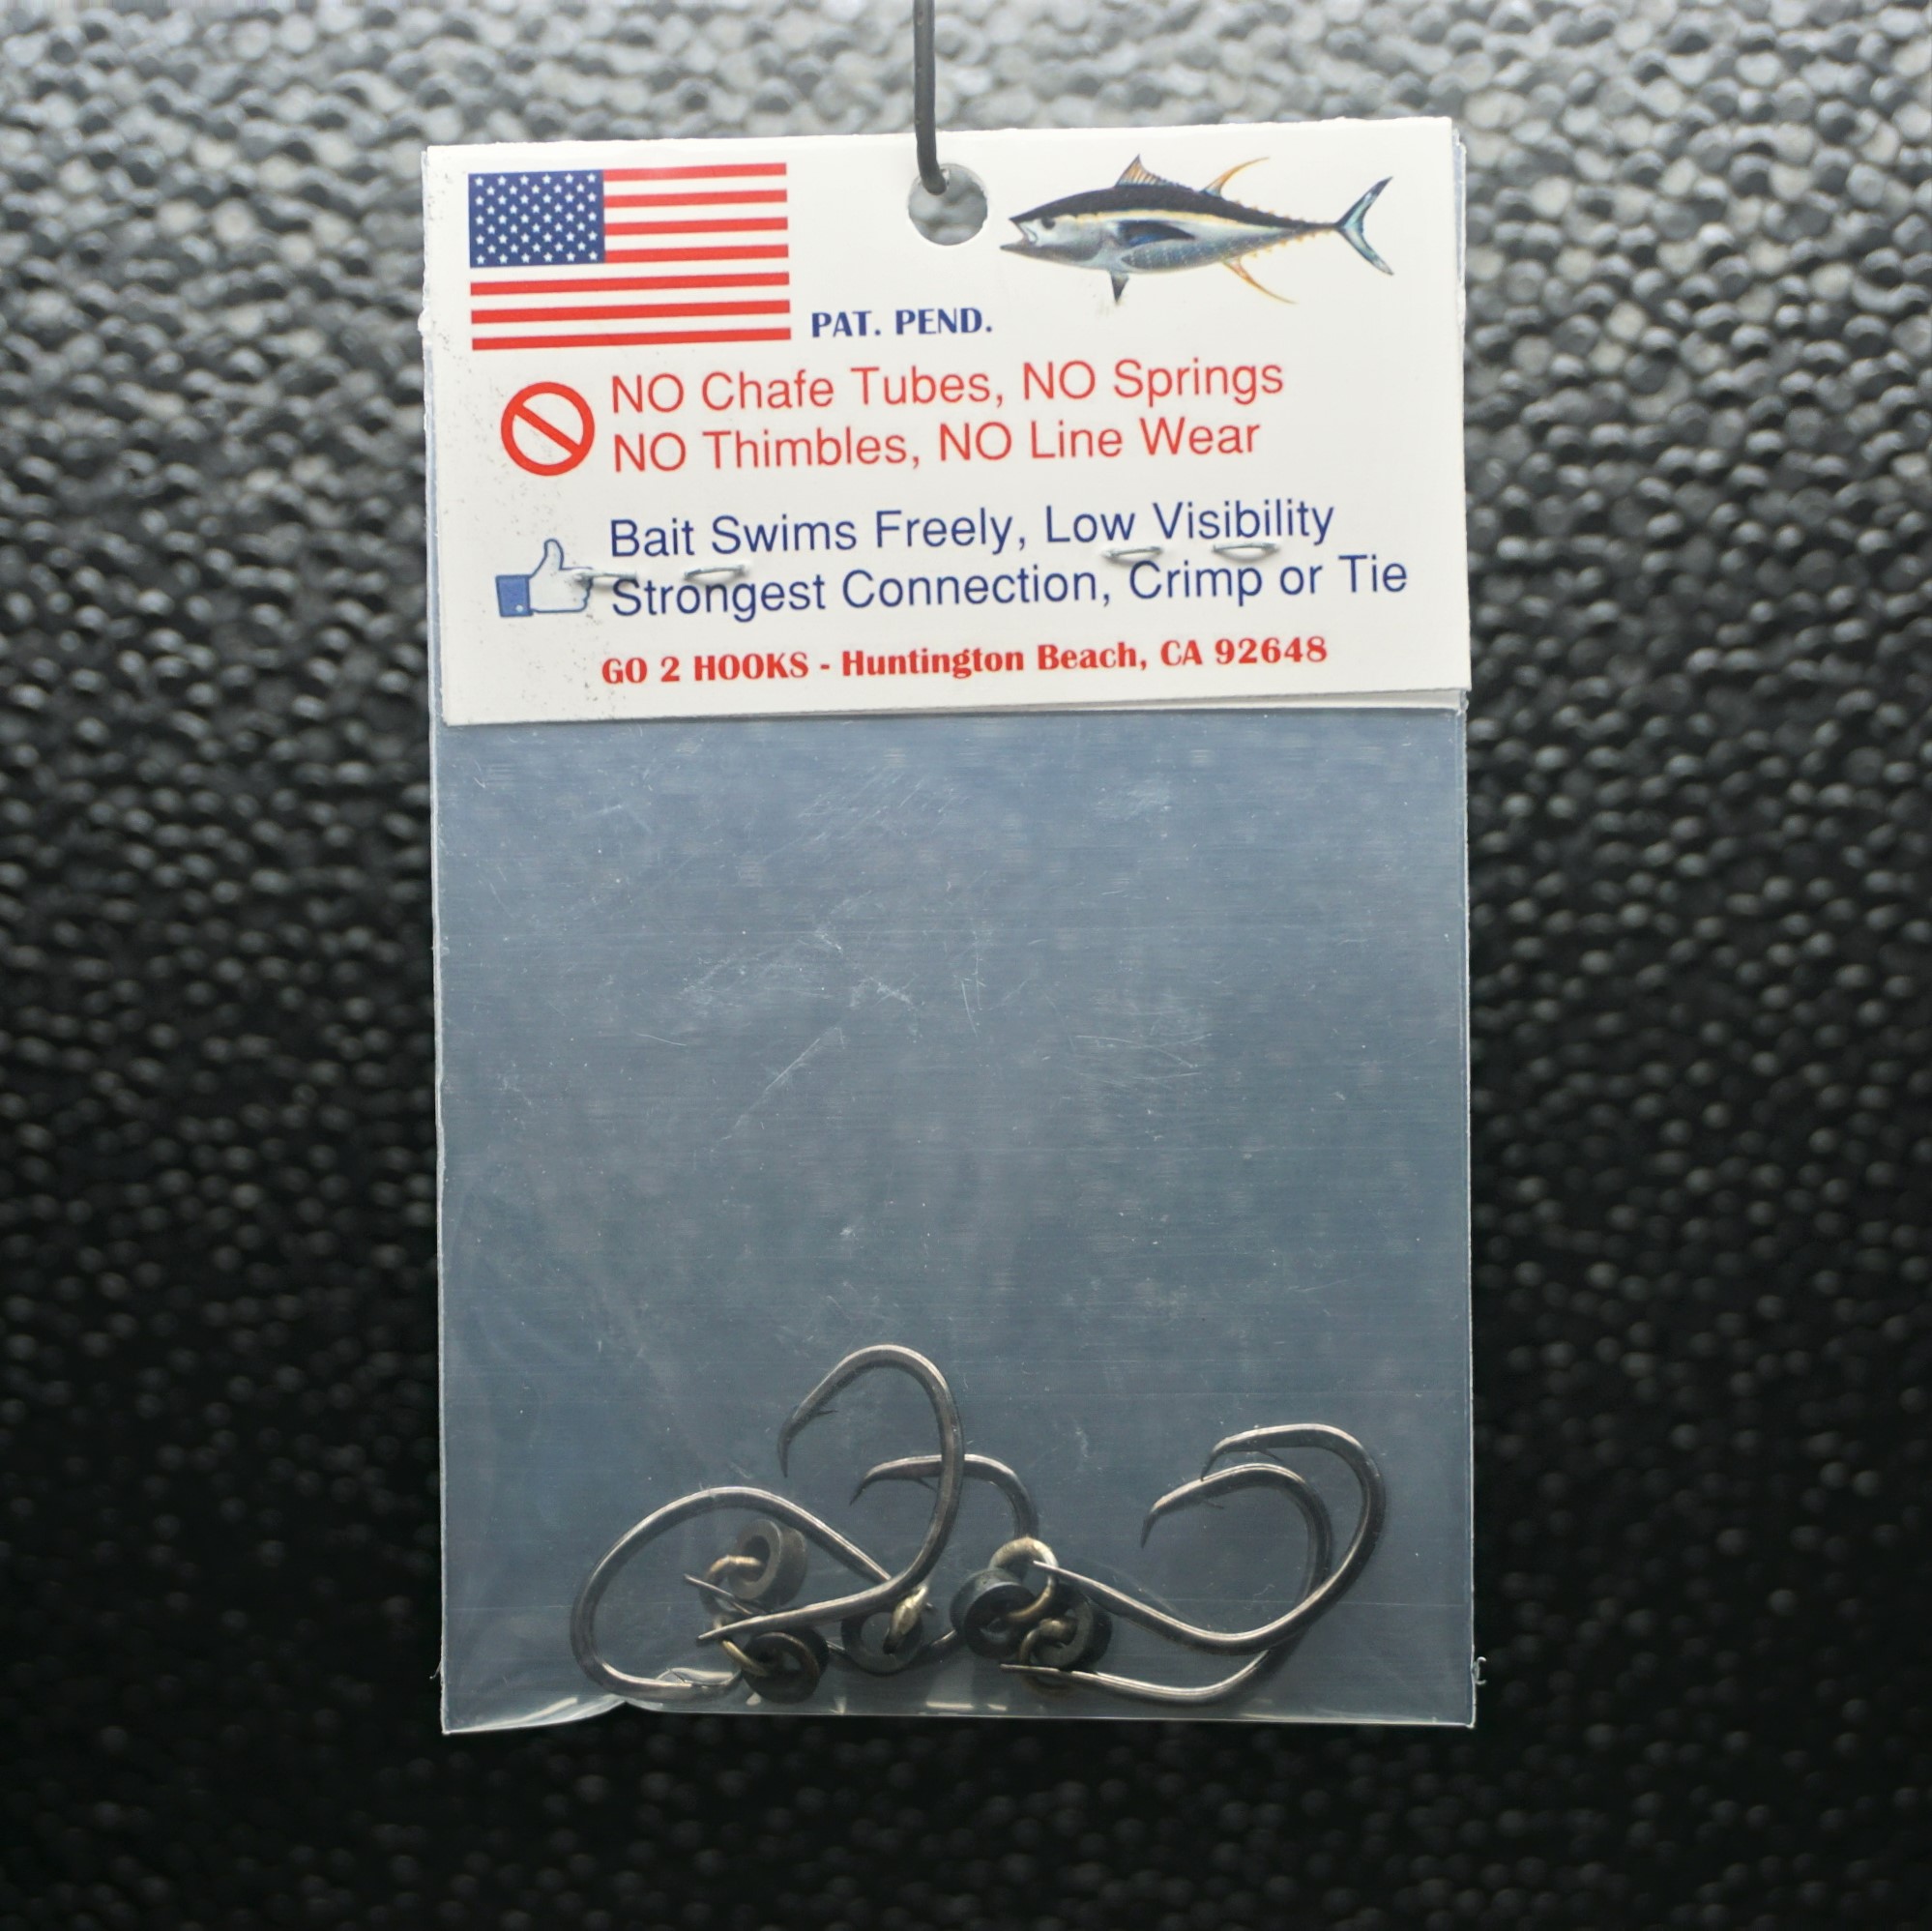 PAT. PEND.
NO Chafe Tubes, NO Springs
NO Thimbles, NO Line Wear
Bait Swims Freely, Low Visibility
Strongest Connection, Crimp or Tie
GO 2 HOOKS - Huntington Beach, CA 92648